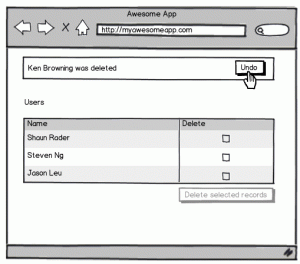 Awesome App
http://myawesomeapp.com
Ken Browning was deleted Undo
Users
Name Delete
Shaun Rader
Steven Ng
Jason Leu
Delete selected records